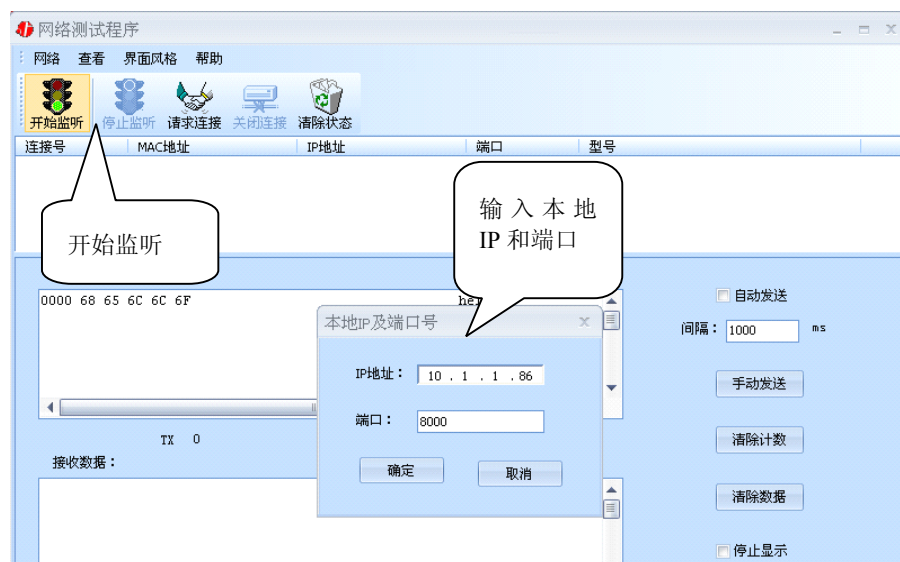 网络测试程序
网络 查看 界面风格 帮助
开始监听 停止监听 请求连接 关闭连接 清除状态
连接号 MAC地址 IP地址 端口 型号
开始监听
输入本地
IP 和端口
0000 68 65 6C 6C 6F
自动发送
本地IP及端口号
间隔： 1000 ms
IP地址： 10 . 1 . 1 . 86
手动发送
端口： 8000
TX 0
清除计数
接收数据：
确定 取消
清除数据
停止显示